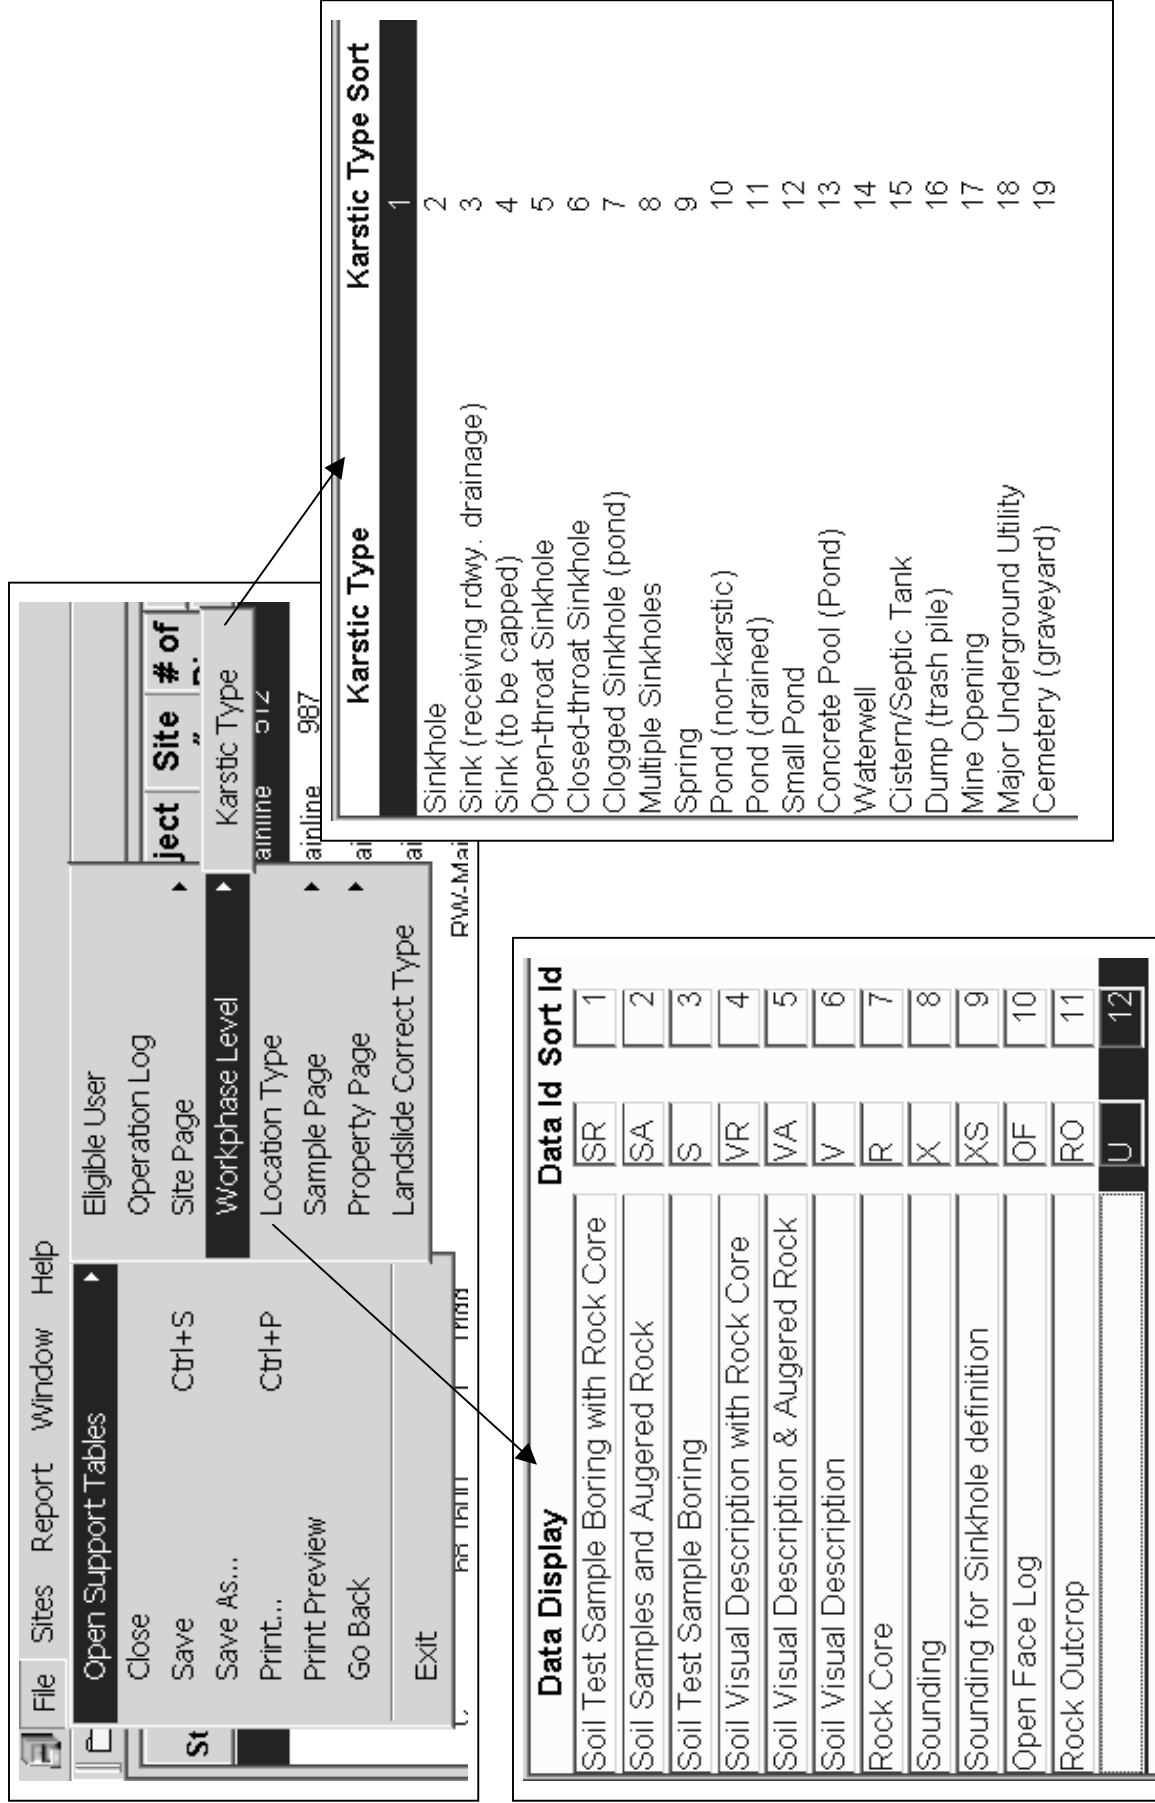 File Sites Report Window Help
Open Support Tables
Close
Save Ctrl+S
Save As...
Print... Ctrl+P
Print Preview
Go Back
Exit
Eligible User
Operation Log
Site Page
Workphase Level
Location Type
Sample Page
Property Page
Landslide Correct Type
Karstic Type
St
ject Site # of
ainline 512
ainline 987
ai
ai
RW-Mai
Data Display Data Id Sort Id
Soil Test Sample Boring with Rock Core SR 1
Soil Samples and Augered Rock SA 2
Soil Test Sample Boring S 3
Soil Visual Description with Rock Core VR 4
Soil Visual Description & Augered Rock VA 5
Soil Visual Description V 6
Rock Core R 7
Sounding X 8
Sounding for Sinkhole definition XS 9
Open Face Log OF 10
Rock Outcrop RO 11
U 12
Karstic Type Karstic Type Sort
1
Sinkhole 2
Sink (receiving rdwy. drainage) 3
Sink (to be capped) 4
Open-throat Sinkhole 5
Closed-throat Sinkhole 6
Clogged Sinkhole (pond) 7
Multiple Sinkholes 8
Spring 9
Pond (non-karstic) 10
Pond (drained) 11
Small Pond 12
Concrete Pool (Pond) 13
Waterwell 14
Cistern/Septic Tank 15
Dump (trash pile) 16
Mine Opening 17
Major Underground Utility 18
Cemetery (graveyard) 19